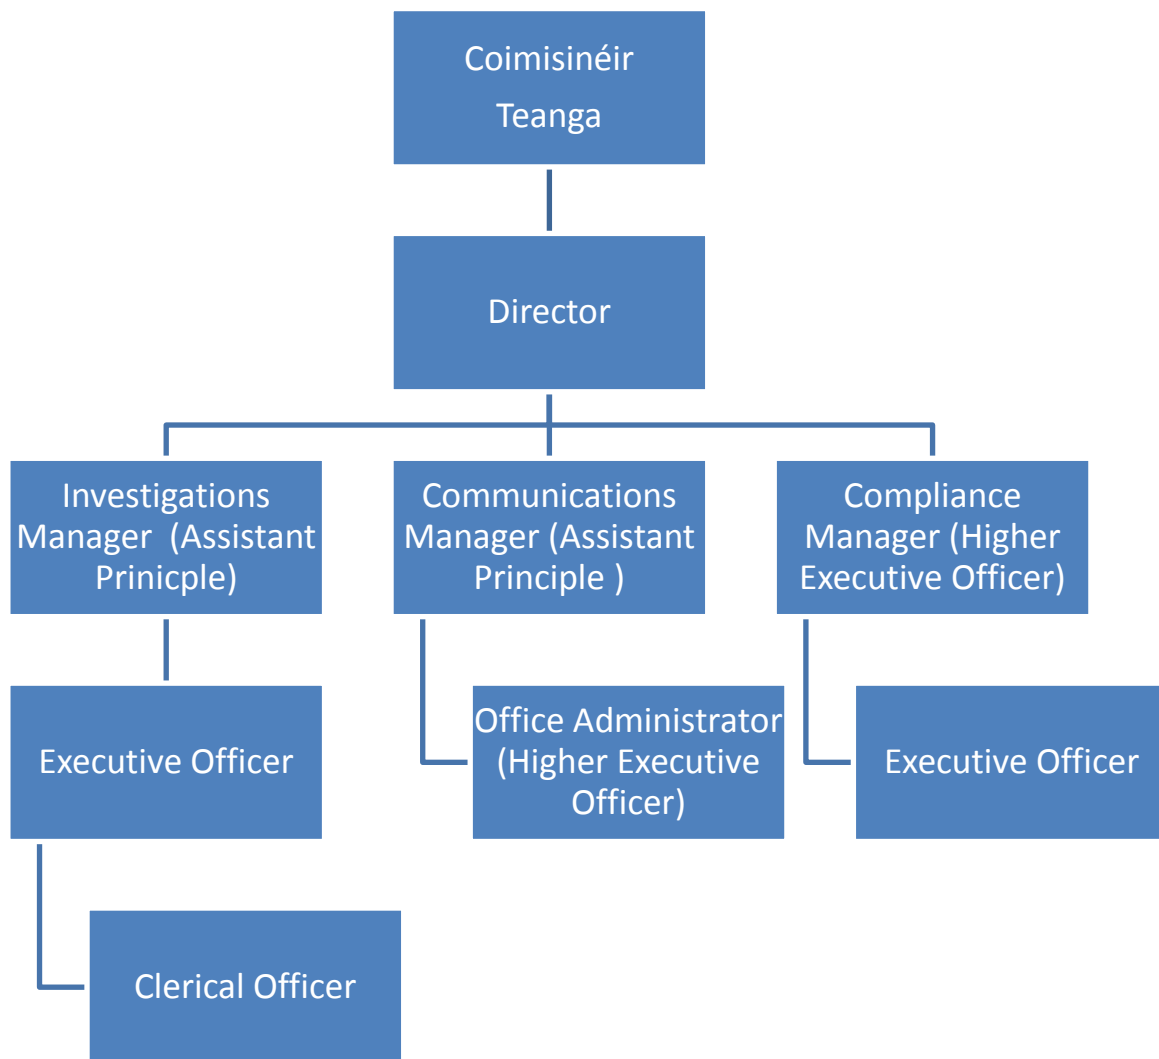 Coimisinéir
Teanga
Director
Investigations
Manager  (Assistant
Prinicple)
Communications
Manager (Assistant
Principle )
Compliance
Manager (Higher
Executive Officer)
Executive Officer
Office Administrator
(Higher Executive
Officer)
Executive Officer
Clerical Officer